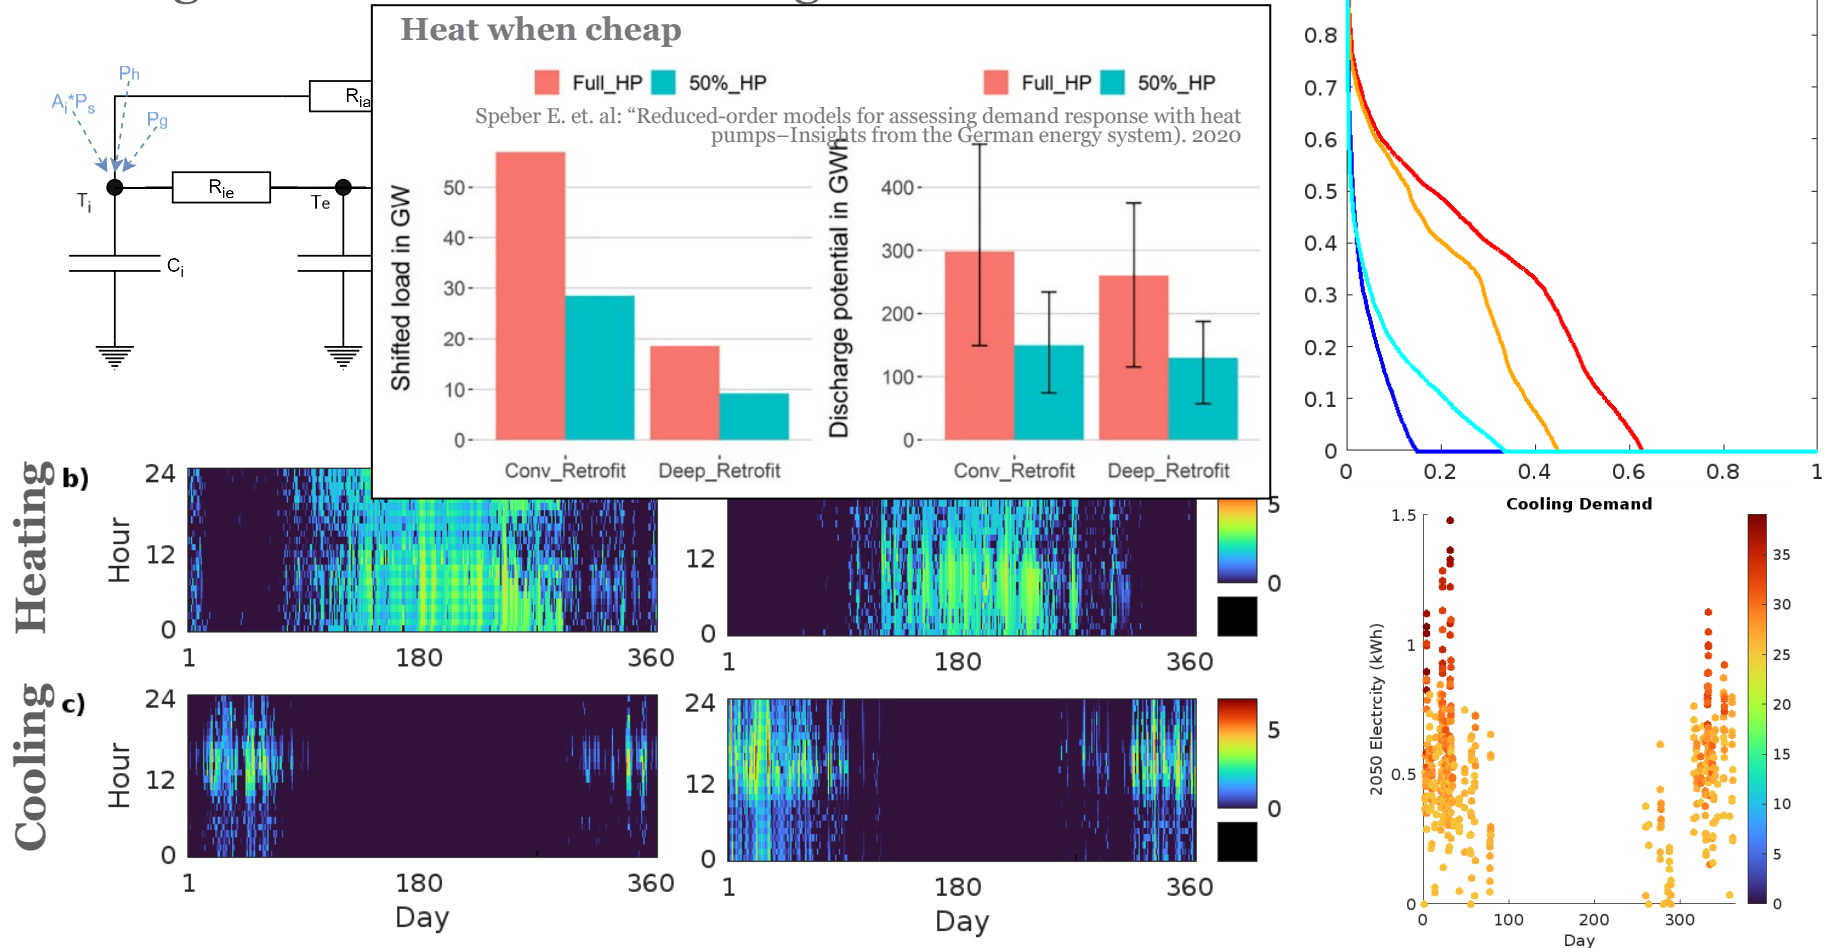 Heat when cheap
Full_HP 50%_HP
Full_HP 50%_HP
Speber E. et. al: “Reduced-order models for assessing demand response with heat
pumps–Insights from the German energy system). 2020
Shifted load in GW
50
40
30
20
10
0
Conv_Retrofit Deep_Retrofit
Discharge potential in GWh
400
300
200
100
0
Conv_Retrofit Deep_Retrofit
Ph
Ai*Ps
Pg
Ria
Rie
Ti
Te
Ci
0.8
0.7
0.6
0.5
0.4
0.3
0.2
0.1
0
0 0.2 0.4 0.6 0.8 1
Heating
b)
Hour
24
12
0
1 180 360
12
0
1 180 360
5
0
Cooling
c)
Hour
24
12
0
1 180 360
Day
24
12
0
1 180 360
Day
5
0
Cooling Demand
2050 Electricity (kWh)
1.5
1
0.5
0
0 100 200 300
Day
35
30
25
20
15
10
5
0